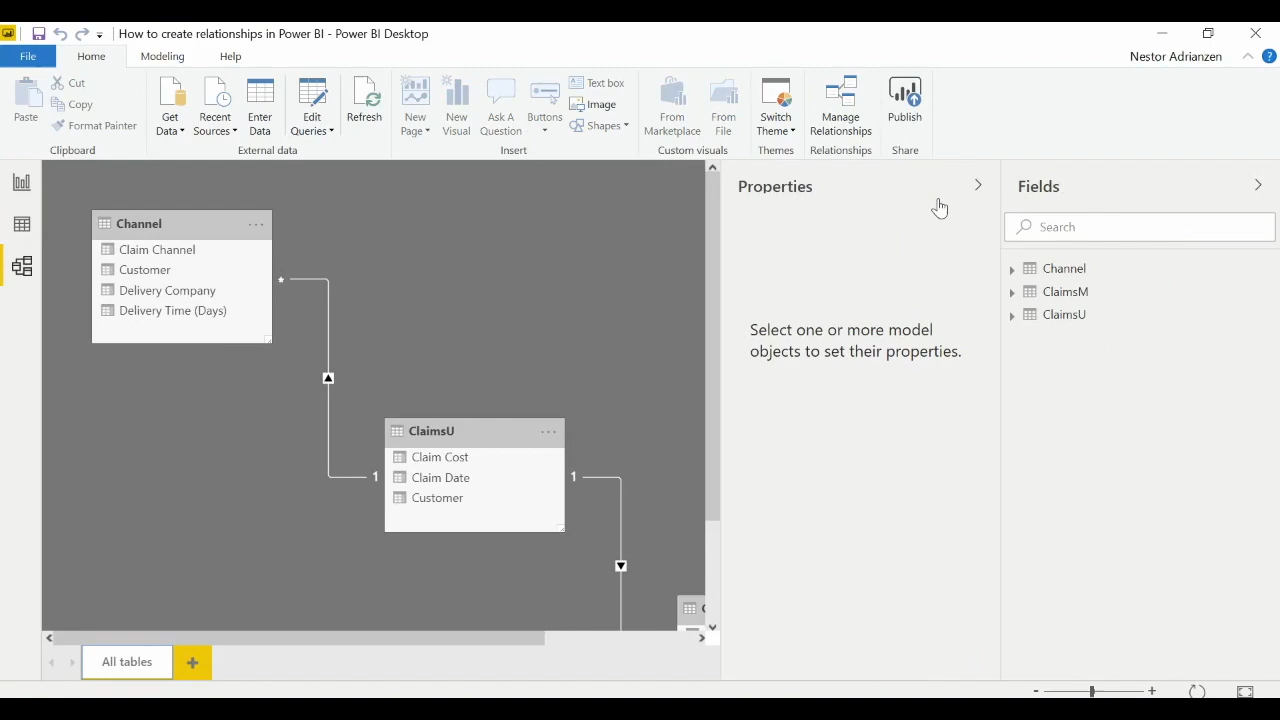 How to create relationships in Power BI - Power BI Desktop
File Home Modeling Help Nestor Adrianzen
Paste Cut Copy Format Painter
Get Data Recent Sources Enter Data Edit Queries Refresh
New Page New Visual Ask A Question Buttons Text box Image Shapes
From Marketplace From File Switch Theme Manage Relationships Publish
Clipboard External data Insert Custom visuals Themes Relationships Share
Channel
Claim Channel
Customer
Delivery Company
Delivery Time (Days)
*
1
ClaimsU
Claim Cost
Claim Date
Customer
1
Properties
Select one or more model
objects to set their properties.
Fields
Search
Channel
ClaimsM
ClaimsU
All tables